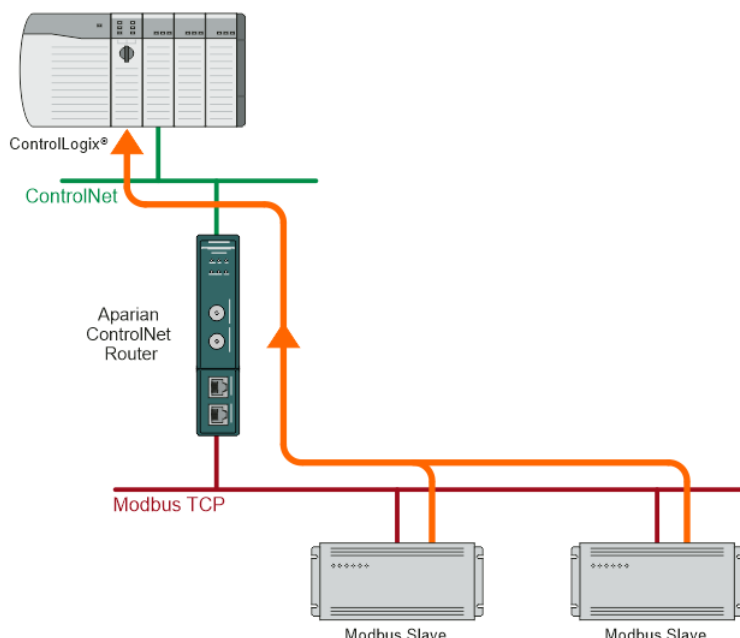 ControlLogix®
ControlNet
Aparian
ControlNet
Router
Modbus TCP
Modbus Slave
Modbus Slave